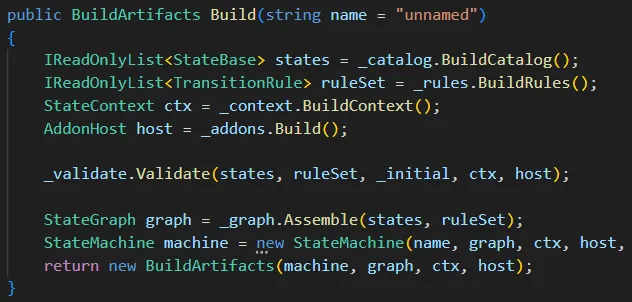 public BuildArtifacts Build(string name = "unnamed")
{
    IReadOnlyList<StateBase> states = _catalog.BuildCatalog();
    IReadOnlyList<TransitionRule> ruleSet = _rules.BuildRules();
    StateContext ctx = _context.BuildContext();
    AddonHost host = _addons.Build();

    _validate.Validate(states, ruleSet, _initial, ctx, host);

    StateGraph graph = _graph.Assemble(states, ruleSet);
    StateMachine machine = new StateMachine(name, graph, ctx, host,
    return new BuildArtifacts(machine, graph, ctx, host);
}